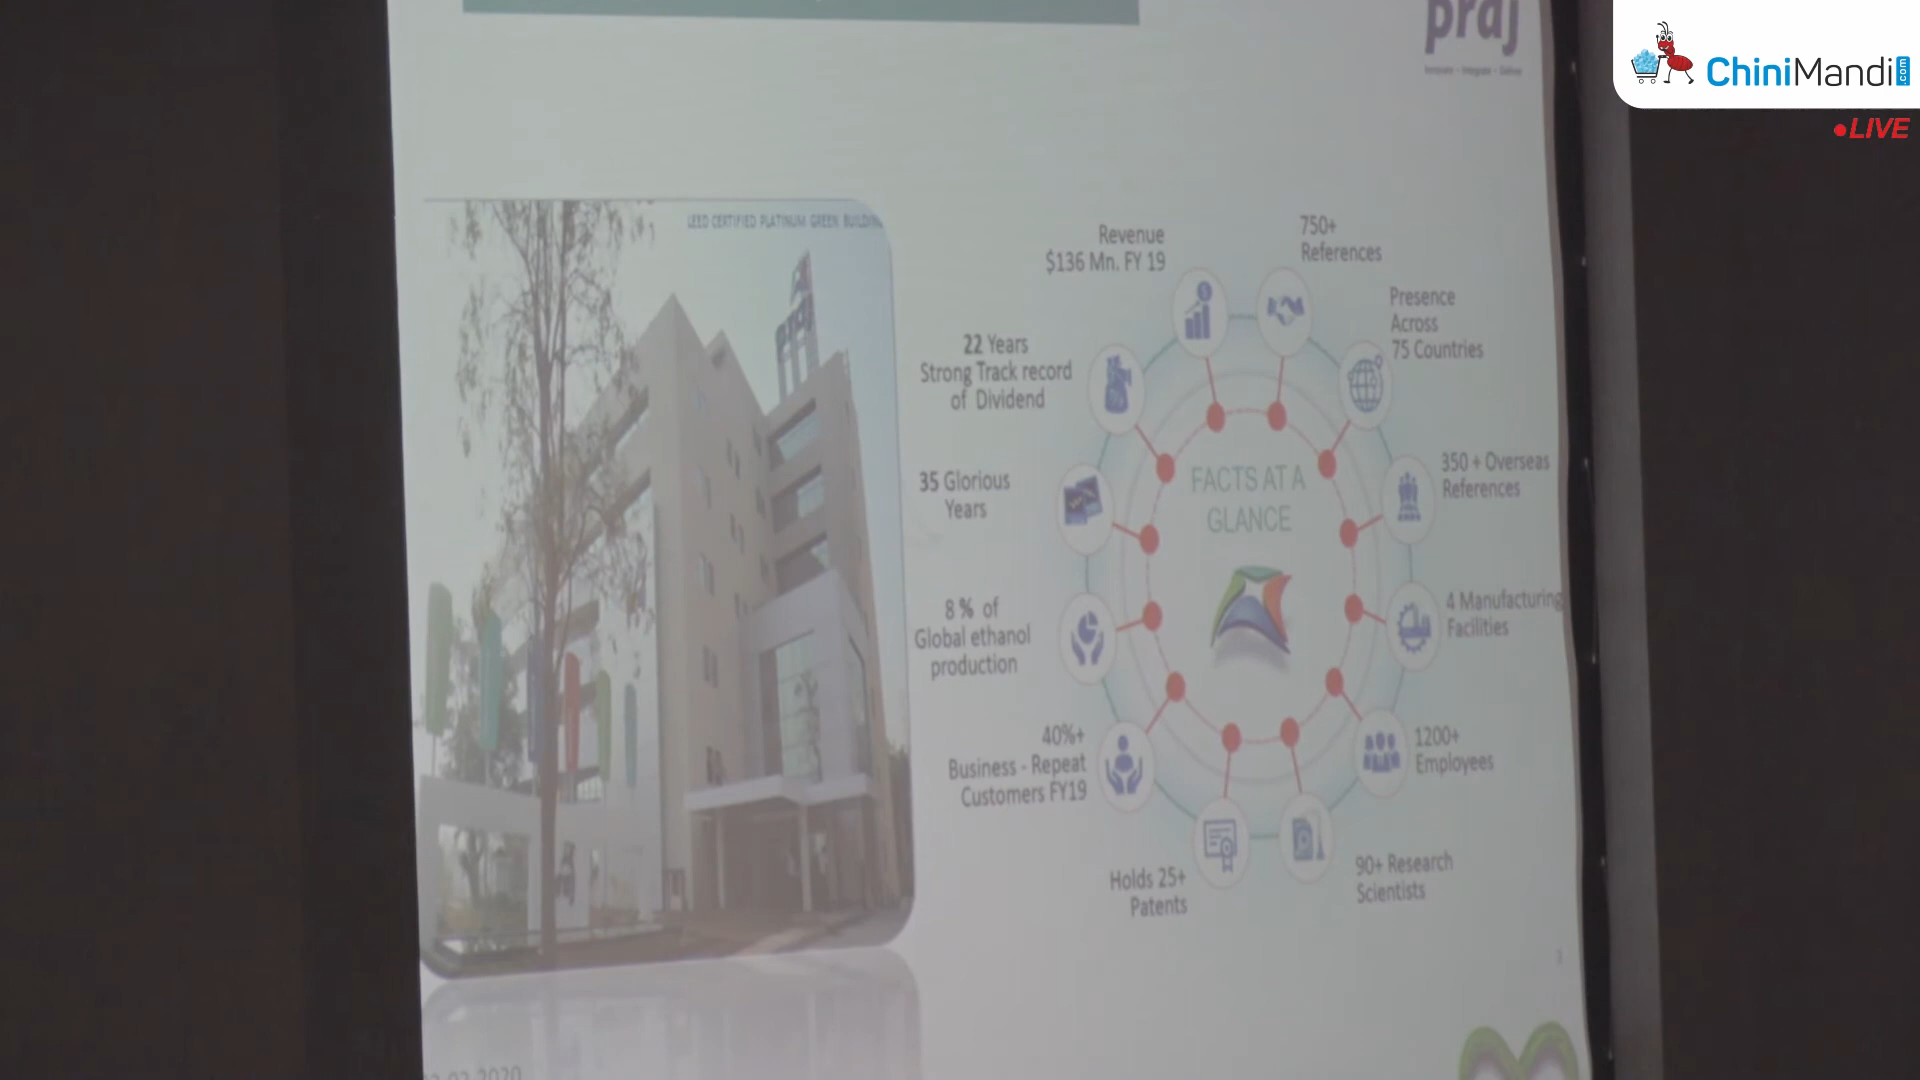 praj
Innovate • Integrate • Deliver
ChiniMandi.com
LIVE
LEED CERTIFIED PLATINUM GREEN BUILDING
Revenue
$136 Mn. FY 19
750+
References
Presence
Across
75 Countries
22 Years
Strong Track record
of Dividend
350 + Overseas
References
35 Glorious
Years
FACTS AT A
GLANCE
8 % of
Global ethanol
production
4 Manufacturing
Facilities
40%+
Business - Repeat
Customers FY19
1200+
Employees
Holds 25+
Patents
90+ Research
Scientists